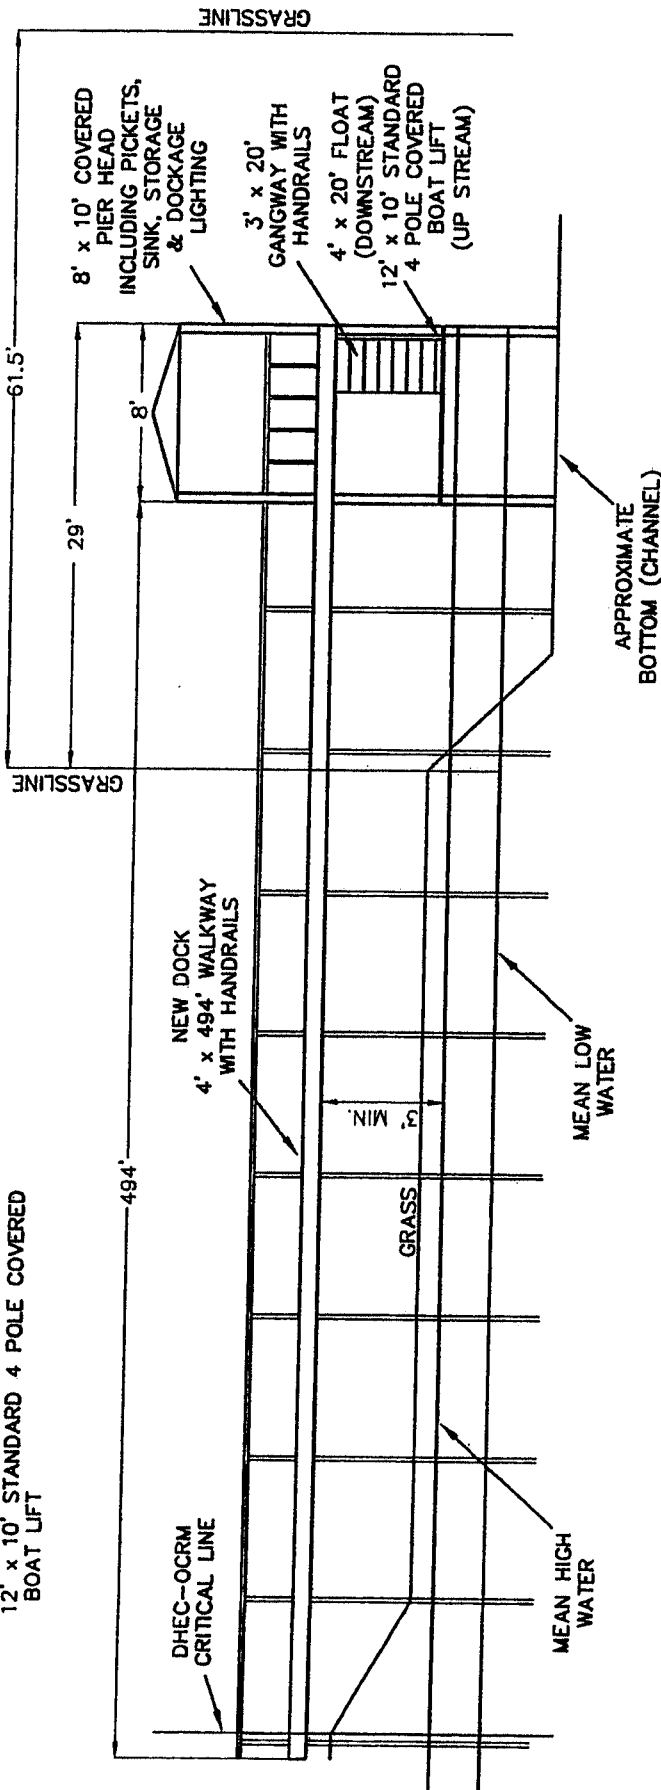 12' x 10' STANDARD 4 POLE COVERED
BOAT LIFT
494'
61.5'
29'
8'
GRASSLINE
GRASSLINE
DHEC-OCRM
CRITICAL LINE
NEW DOCK
4' x 494' WALKWAY
WITH HANDRAILS
8' x 10' COVERED
PIER HEAD
INCLUDING PICKETS,
SINK, STORAGE
& DOCKAGE
LIGHTING
3' x 20'
GANGWAY WITH
HANDRAILS
4' x 20' FLOAT
(DOWNSTREAM)
12' x 10' STANDARD
4 POLE COVERED
BOAT LIFT
(UP STREAM)
3' MIN.
GRASS
MEAN HIGH
WATER
MEAN LOW
WATER
APPROXIMATE
BOTTOM (CHANNEL)